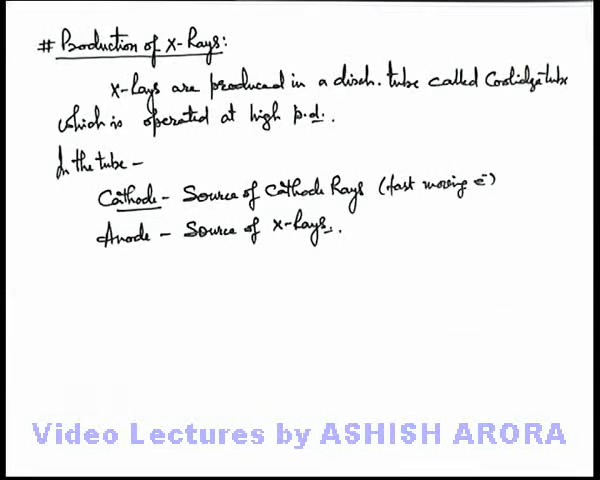 # Production of X-Rays:
X-Rays are produced in a disch. tube called Coolidge tube
which is operated at high p.d.
In the tube –
Cathode – Source of Cathode Rays (fast moving e⁻)
Anode – Source of X-Rays.
Video Lectures by ASHISH ARORA